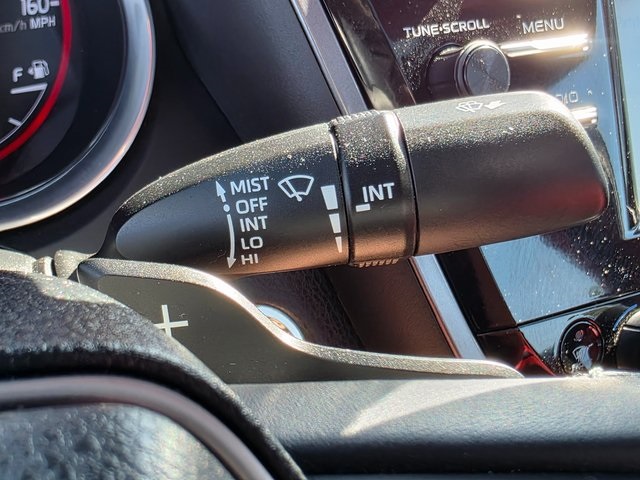 160
km/h MPH
F
TUNE·SCROLL
MENU
MIST
OFF
INT
LO
HI
INT
+